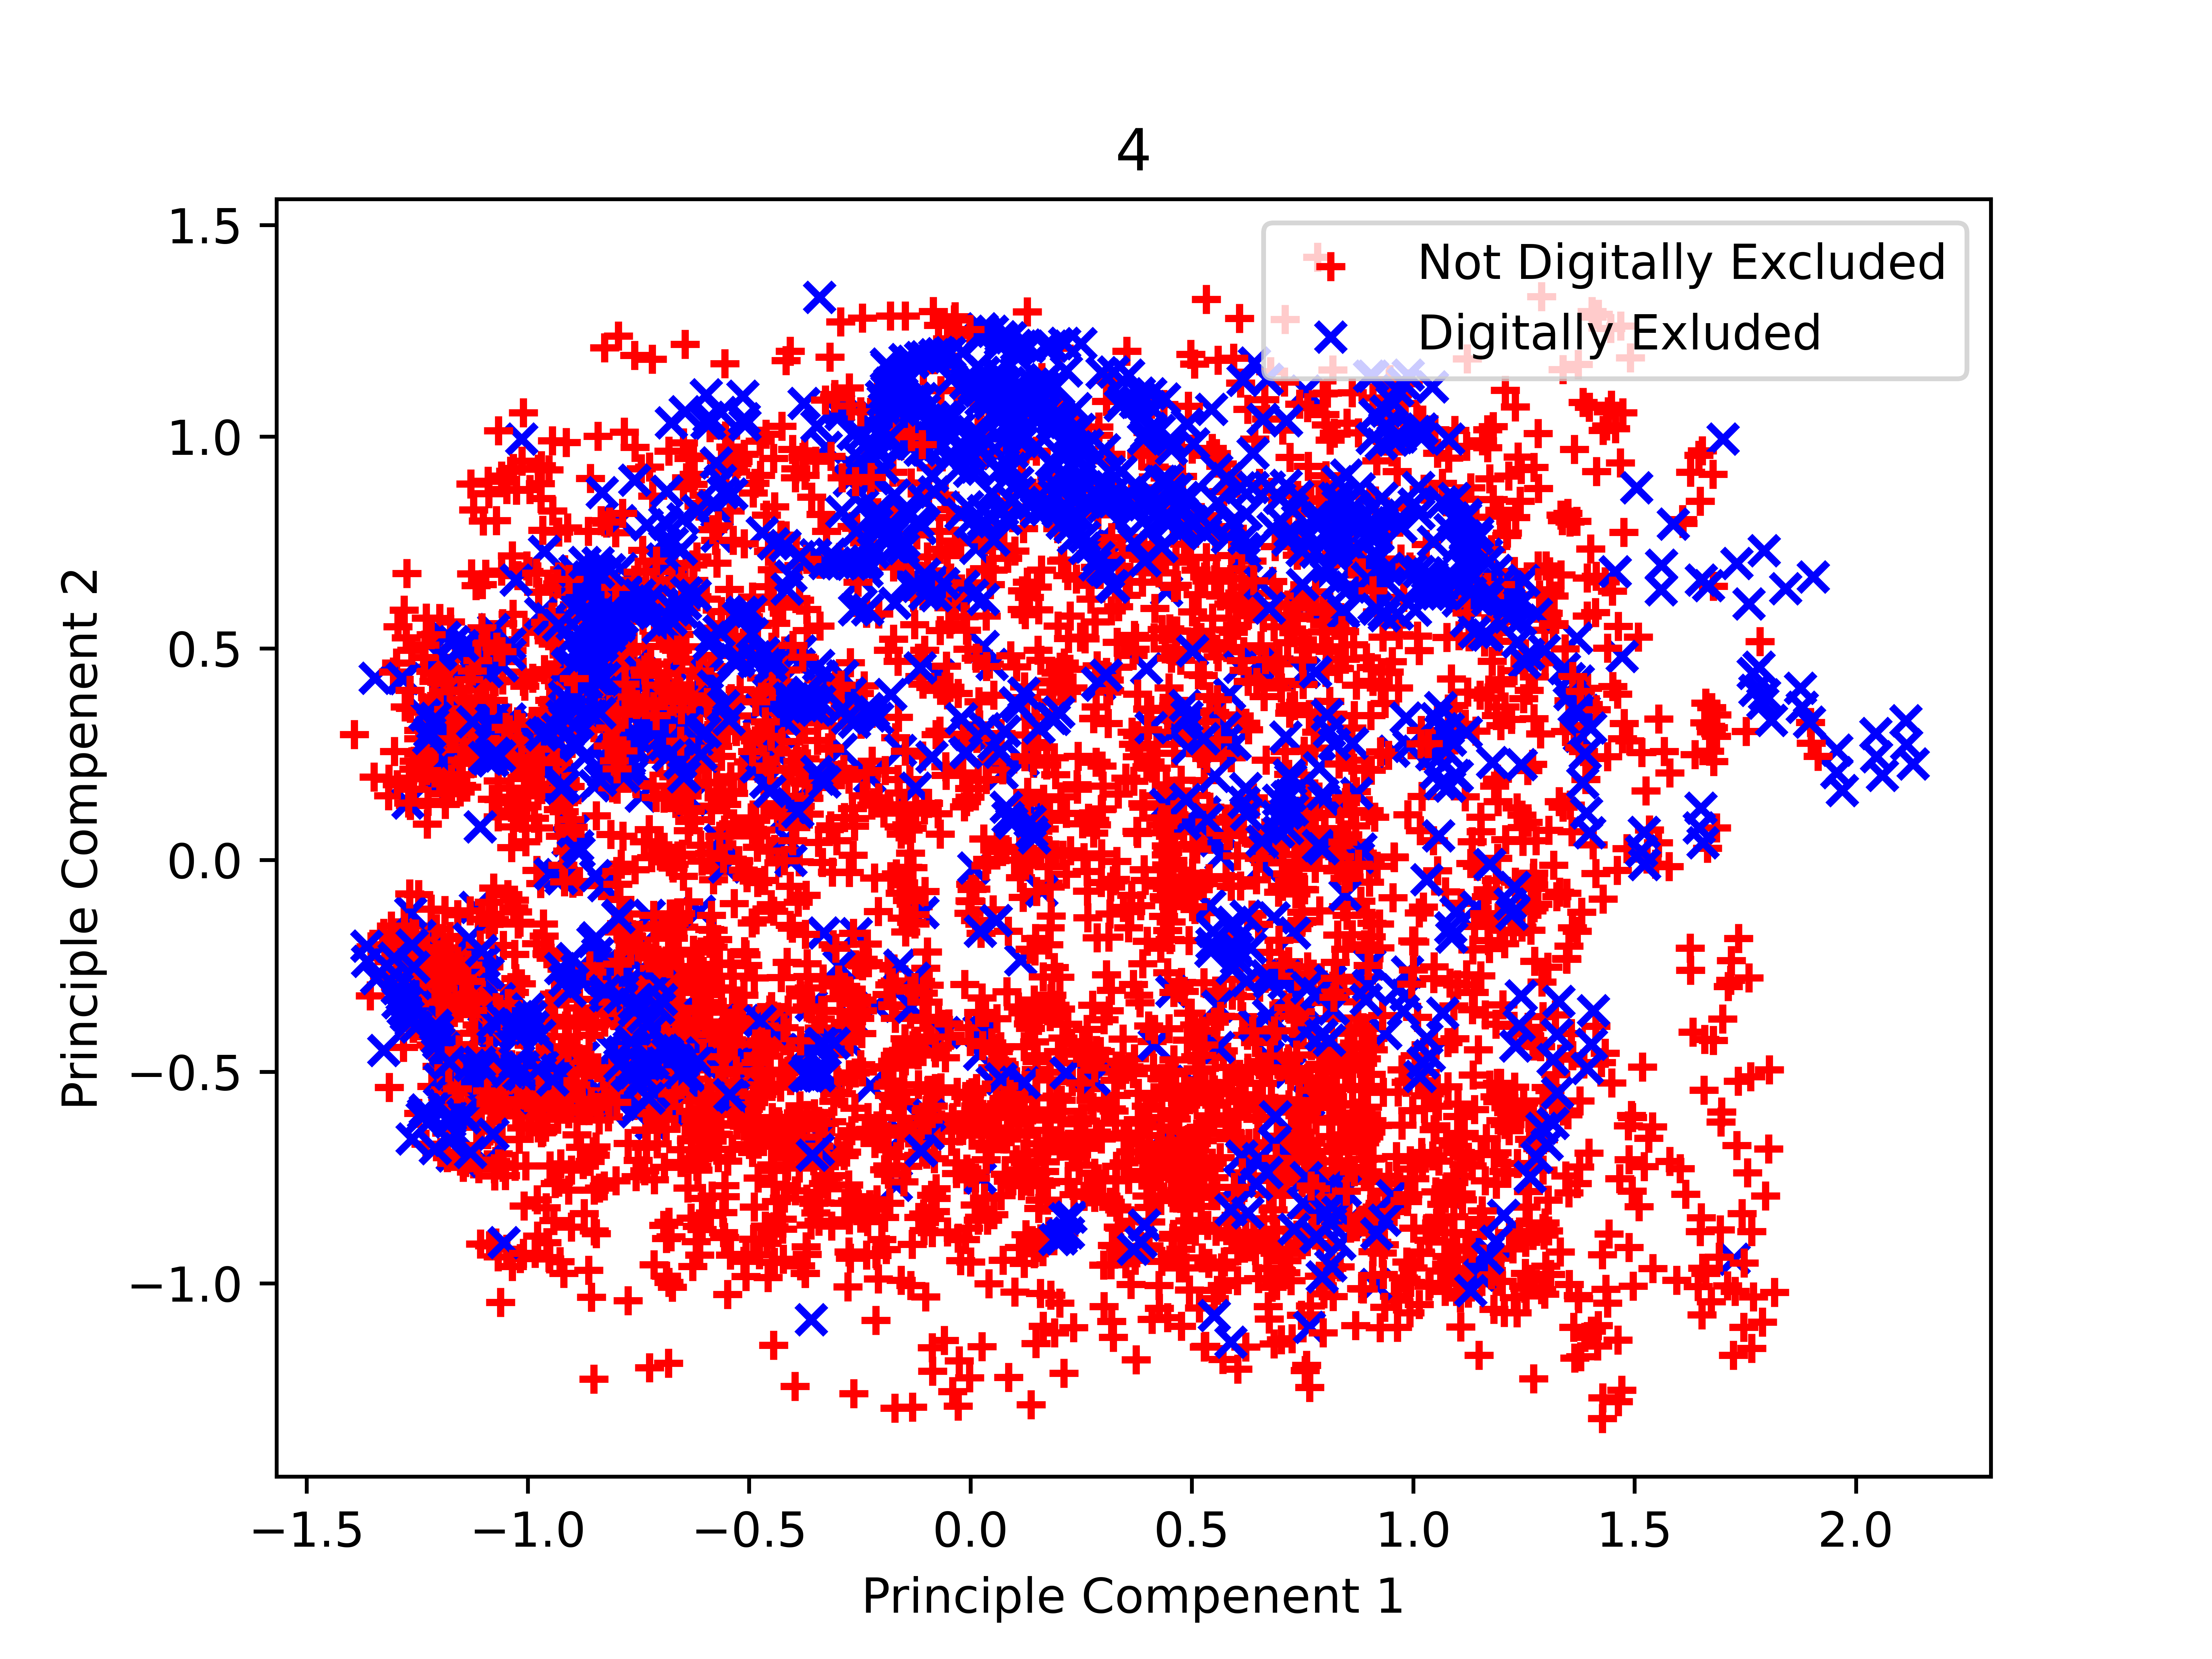 4
Not Digitally Excluded
Digitally Exluded
1.5
1.0
0.5
0.0
−0.5
−1.0
Principle Compenent 2
−1.5 −1.0 −0.5 0.0 0.5 1.0 1.5 2.0
Principle Compenent 1